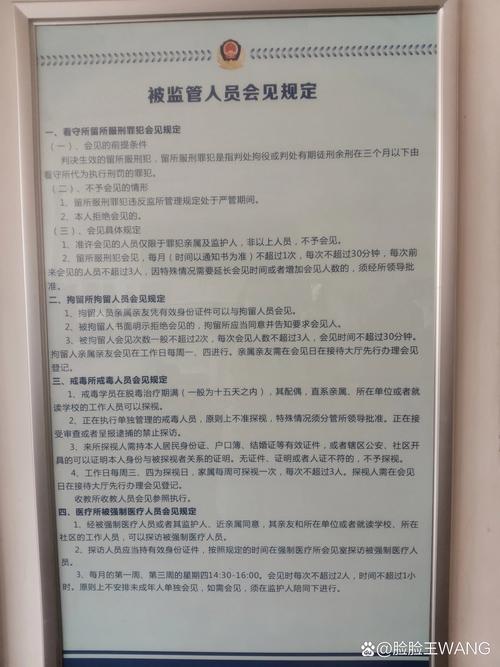 被监管人员会见规定
一、看守所留所服刑罪犯会见规定
（一）、会见的前提条件
判决生效的留所服刑犯，留所服刑罪犯是指判处拘役或判处有期徒刑余刑在三个月以下由
看守所代为执行刑罚的罪犯。
（二）、不予会见的情形
1、留所服刑罪犯违反监所管理规定处于严管期间。
2、本人拒绝会见的。
（三）、会见具体规定
1、准许会见的人员仅限于罪犯亲属及监护人，非以上人员，不予会见。
2、留所服刑罪犯会见，每月（时间以通知书为准）不超过1次，每次不超过30分钟，每次前
来会见的人员不超过3人，因特殊情况需要延长会见时间或者增加会见人数的，须经所领导批
准。
二、拘留所拘留人员会见规定
1、拘留人员亲属亲友凭有效身份证件可以与拘留人员会见。
2、被拘留人书面明示拒绝会见的，拘留所应当同意并告知要求会见人。
3、被拘留人会见次数一般不超过2次，每次会见人数不超过3人，会见时间不超过30分钟。
拘留人亲属亲友会见在工作日每周一、四进行。亲属亲友需在会见日在接待大厅先行办理会见
登记。
三、戒毒所戒毒人员会见规定
1、戒毒学员在脱毒治疗期满（一般为十五天之内），其配偶，直系亲属、所在单位或者就
读学校的工作人员可以探视。
2、正在执行单独管理的戒毒人员，原则上不准探视，特殊情况须分管所领导批准。正在接
受审查或者呈报逮捕的禁止探访。
3、来所探视人需持本人居民身份证、户口簿、结婚证等有效证件，或者辖区公安、社区开
具的可以证明本人身份与被探视者关系的证明。无证件、证明或者人证不符的，不予探视。
4、工作日每周三、四为探视日，家属每周可探视一次，每次不超过3人。探视人需在会见
日在接待大厅先行办理会见登记。
收教所收教人员会见参照执行。
四、医疗所被强制医疗人员会见规定
1、经被强制医疗人员或者其监护人、近亲属同意，其亲友和所在单位或者就读学校、所在
社区的工作人员，可以探访被强制医疗人员。
2、探访人员应当持有效身份证件，按照规定的时间在强制医疗所会见室探访被强制医疗人
员。
3、每月的第一周、第三周的星期四14:30-16:00。会见时每次不超过2人，时间不超过1小
时。原则上不安排未成年人单独会见，如需会见，须在监护人陪同下进行。
@脸脸王WANG